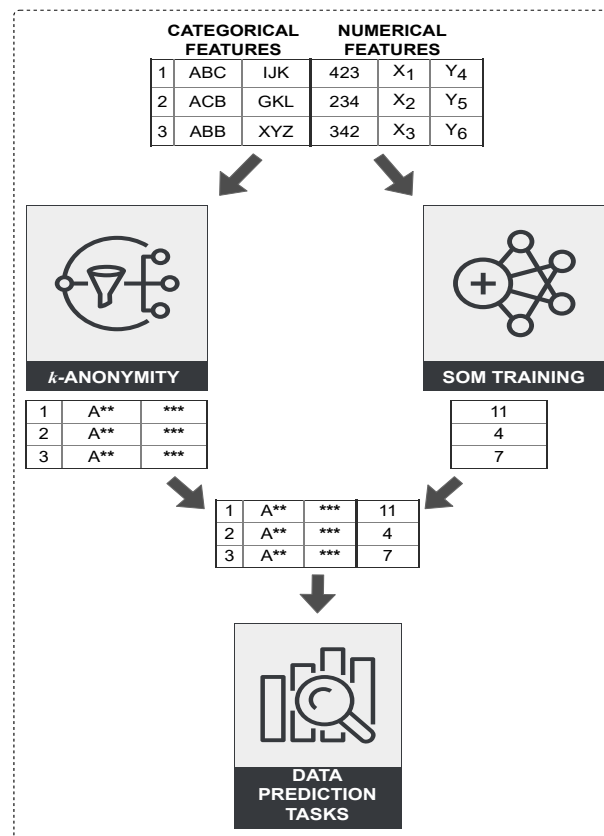 CATEGORICAL FEATURES
NUMERICAL FEATURES
1 ABC IJK 423 X1 Y4
2 ACB GKL 234 X2 Y5
3 ABB XYZ 342 X3 Y6
k-ANONYMITY
SOM TRAINING
1 A** ***
2 A** ***
3 A** ***
11
4
7
1 A** *** 11
2 A** *** 4
3 A** *** 7
DATA
PREDICTION
TASKS